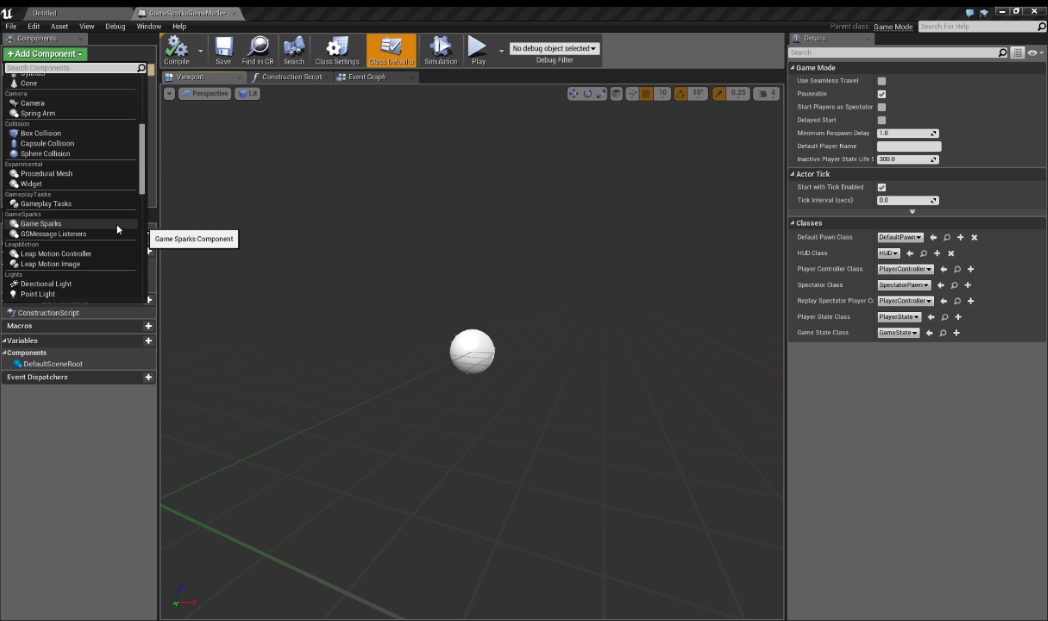 Untitled
GameSparksGameMode*
File Edit Asset View Debug Window Help
Parent class: Game Mode
Search For Help
Components
+Add Component
Search Components
Cylinder
Cone
Camera
Camera
Spring Arm
Collision
Box Collision
Capsule Collision
Sphere Collision
Experimental
Procedural Mesh
Widget
GameplayTasks
Gameplay Tasks
GameSparks
Game Sparks
GSMessage Listeners
LeapMotion
Leap Motion Controller
Leap Motion Image
Lights
Directional Light
Point Light
Game Sparks Component
ConstructionScript
Macros
Variables
Components
DefaultSceneRoot
Event Dispatchers
Compile Save Find in CB Search Class Settings Class Defaults Simulation Play
No debug object selected
Debug Filter
Viewport Construction Script Event Graph
Perspective Lit
10 10° 0.25 4
Details
Search
Game Mode
Use Seamless Travel
Pauseable
Start Players as Spectator
Delayed Start
Minimum Respawn Delay 1.0
Default Player Name
Inactive Player State Life S 300.0
Actor Tick
Start with Tick Enabled
Tick Interval (secs) 0.0
Classes
Default Pawn Class DefaultPawn
HUD Class HUD
Player Controller Class PlayerController
Spectator Class SpectatorPawn
Replay Spectator Player C PlayerController
Player State Class PlayerState
Game State Class GameState